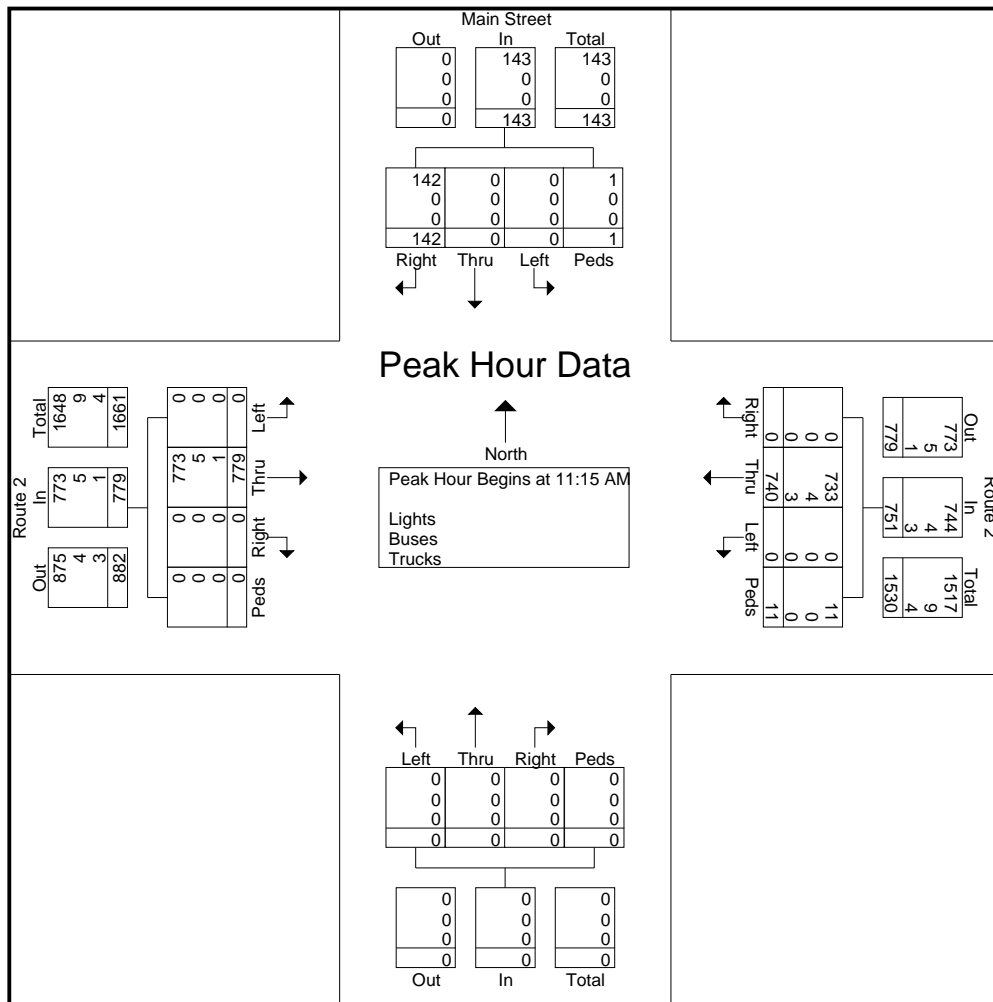 Main Street
Out In Total
0 143 143
0 0 0
0 0 0
0 143 143
142 0 0 1
0 0 0 0
0 0 0 0
142 0 0 1
Right Thru Left Peds
Peak Hour Data
North
Peak Hour Begins at 11:15 AM
Lights
Buses
Trucks
Route 2
Total In Out
1648 773 875
9 5 4
4 1 3
1661 779 882
Left Thru Right Peds
0 773 0 0
0 5 0 0
0 1 0 0
0 779 0 0
Right Thru Left Peds
0 733 0 11
0 4 0 0
0 3 0 0
0 740 0 11
Route 2
Out In Total
773 744 1517
5 4 9
1 3 4
779 751 1530
Left Thru Right Peds
0 0 0 0
0 0 0 0
0 0 0 0
0 0 0 0
0 0 0
0 0 0
0 0 0
0 0 0
Out In Total